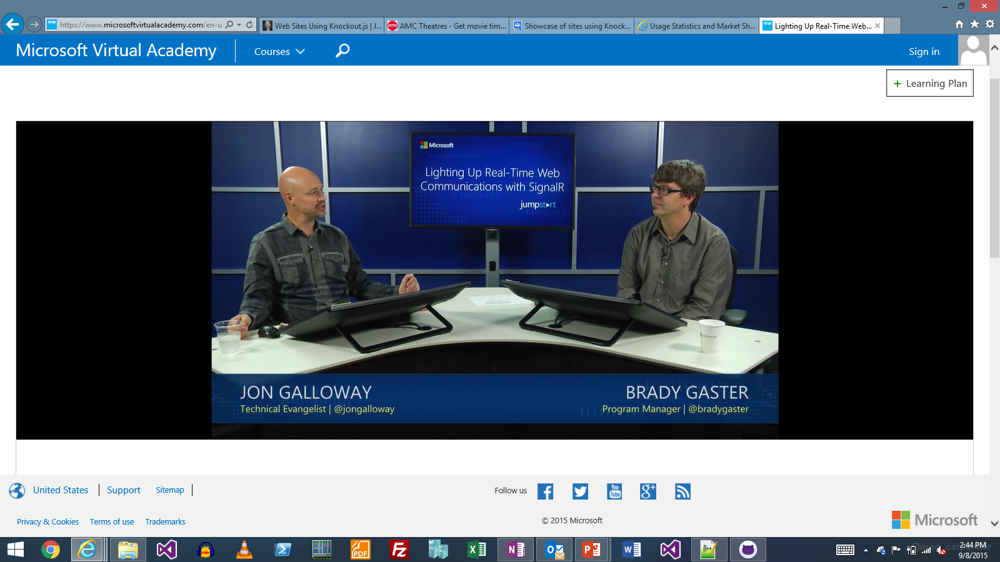 https://www.microsoftvirtualacademy.com/en-u
Web Sites Using Knockout.js | J...
AMC Theatres - Get movie tim...
Showcase of sites using Knock...
Usage Statistics and Market Sh...
Lighting Up Real-Time Web...
Microsoft Virtual Academy
Courses
Sign in
+ Learning Plan
Microsoft
Lighting Up Real-Time Web
Communications with SignalR
jumpstart
JON GALLOWAY
Technical Evangelist | @jongalloway
BRADY GASTER
Program Manager | @bradygaster
United States
Support
Sitemap
Follow us
Privacy & Cookies
Terms of use
Trademarks
© 2015 Microsoft
Microsoft
2:44 PM
9/8/2015